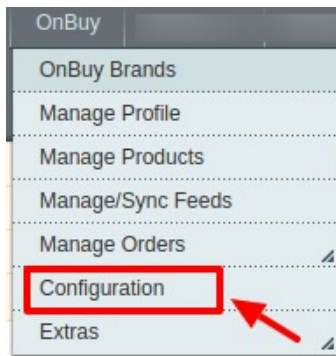 OnBuy
OnBuy Brands
Manage Profile
Manage Products
Manage/Sync Feeds
Manage Orders
Configuration
Extras